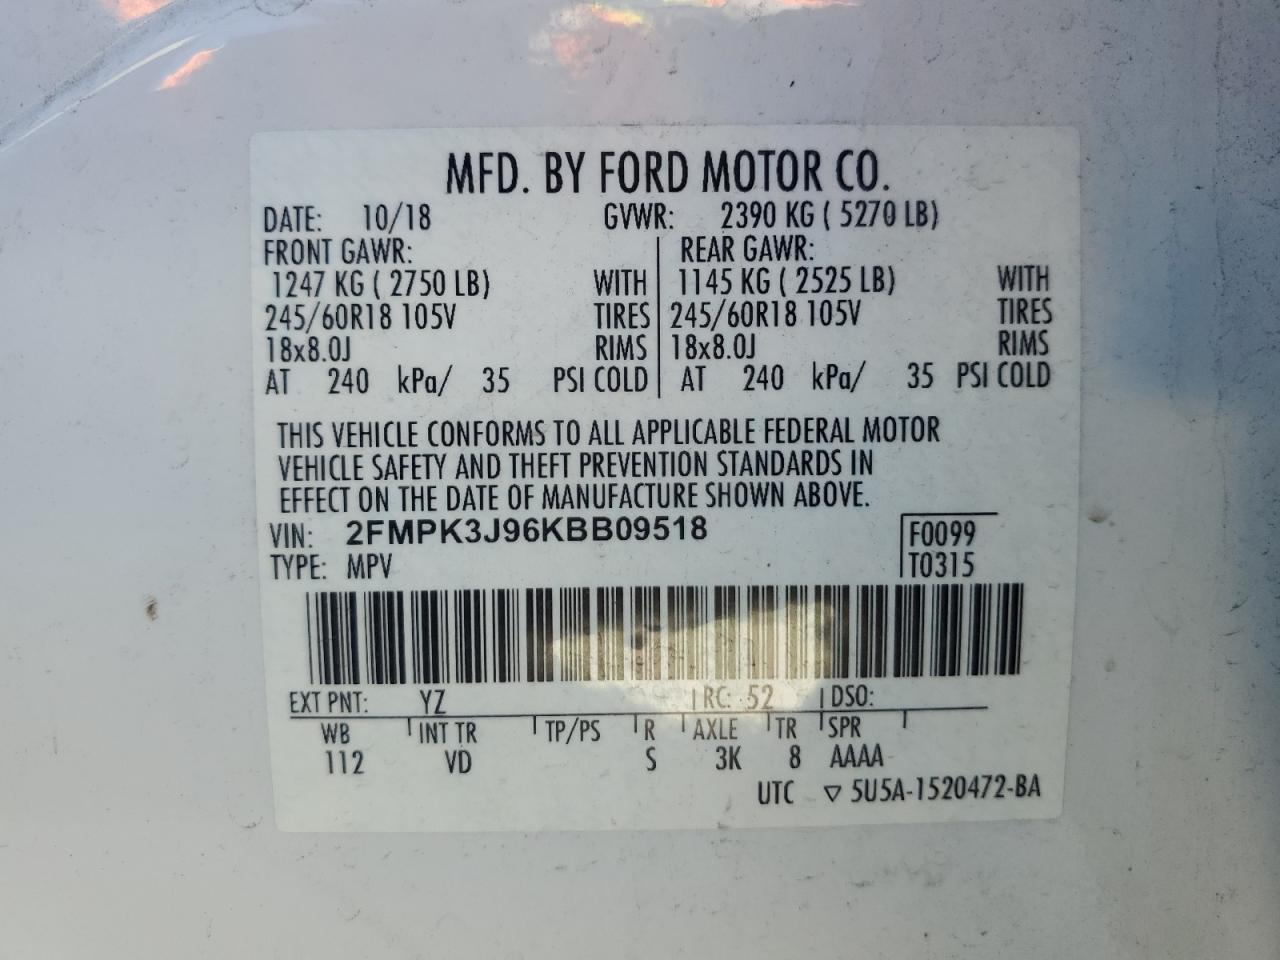 MFD. BY FORD MOTOR CO.
DATE: 10/18 GVWR: 2390 KG ( 5270 LB)
FRONT GAWR: REAR GAWR:
1247 KG ( 2750 LB) WITH 1145 KG ( 2525 LB) WITH
245/60R18 105V TIRES 245/60R18 105V TIRES
18x8.0J RIMS 18x8.0J RIMS
AT 240 kPa/ 35 PSI COLD AT 240 kPa/ 35 PSI COLD
THIS VEHICLE CONFORMS TO ALL APPLICABLE FEDERAL MOTOR
VEHICLE SAFETY AND THEFT PREVENTION STANDARDS IN
EFFECT ON THE DATE OF MANUFACTURE SHOWN ABOVE.
VIN: 2FMPK3J96KBB09518 F0099
TYPE: MPV T0315
EXT PNT: YZ RC: 52 DSO:
WB INT TR TP/PS R AXLE TR SPR
112 VD S 3K 8 AAAA
UTC ▽ 5U5A-1520472-BA